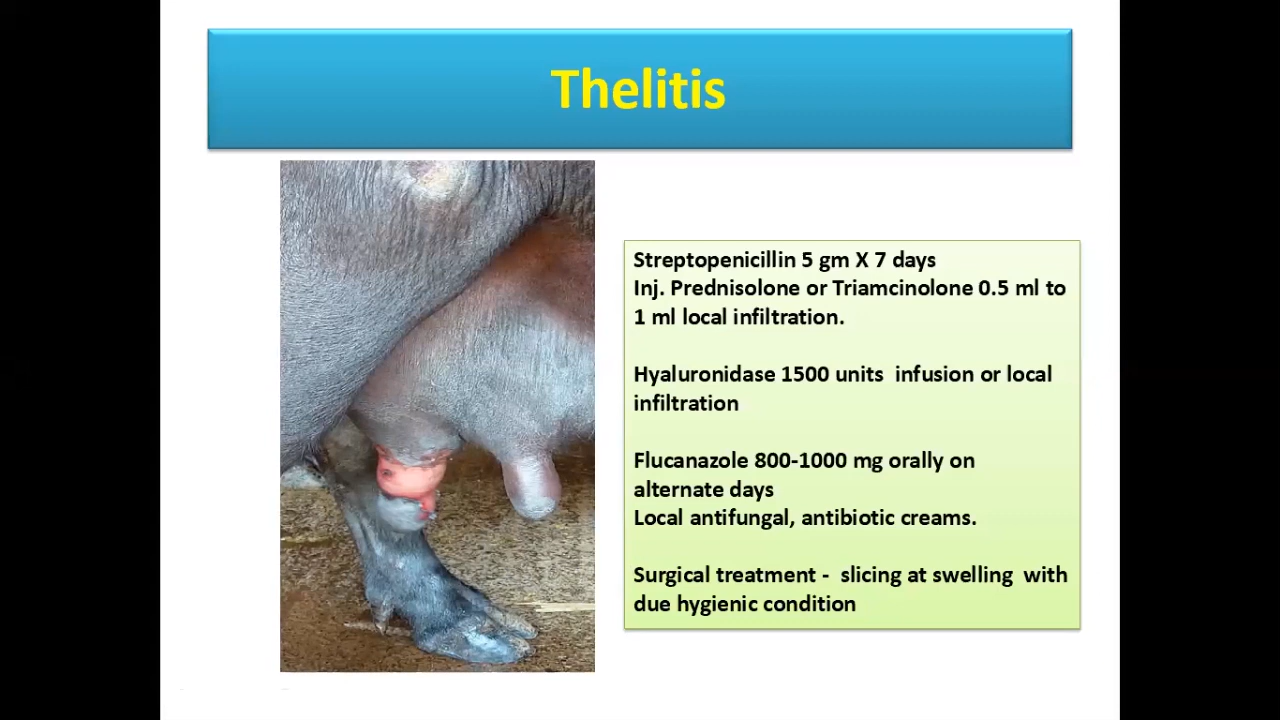 Thelitis
Streptopenicillin 5 gm X 7 days
Inj. Prednisolone or Triamcinolone 0.5 ml to
1 ml local infiltration.
Hyaluronidase 1500 units infusion or local
infiltration
Flucanazole 800-1000 mg orally on
alternate days
Local antifungal, antibiotic creams.
Surgical treatment - slicing at swelling with
due hygienic condition